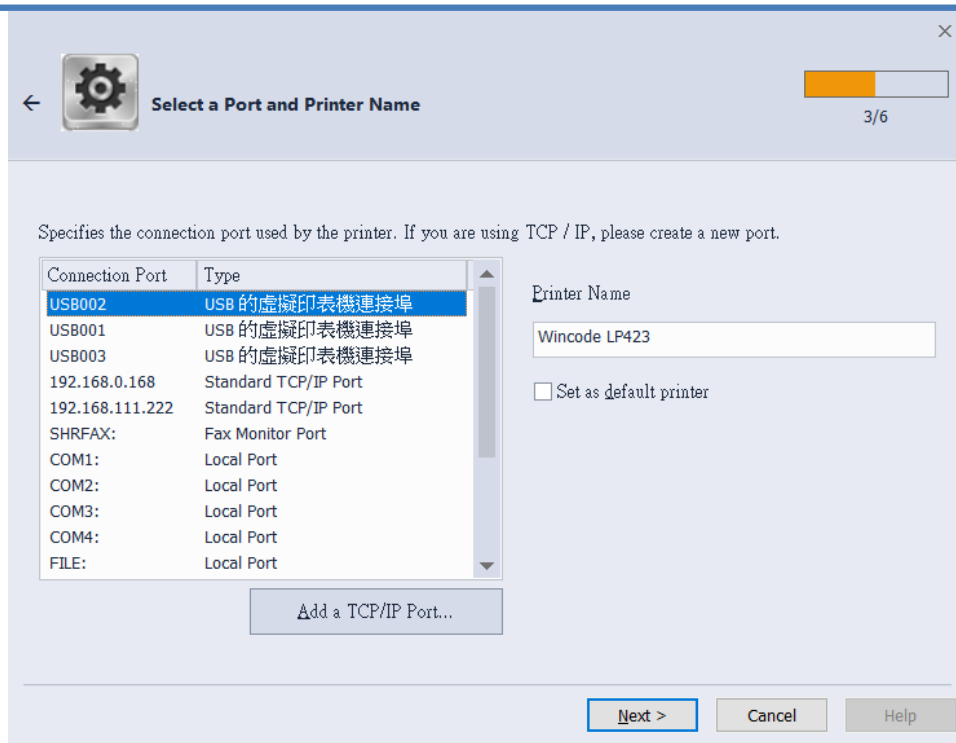 Select a Port and Printer Name
3/6
Specifies the connection port used by the printer. If you are using TCP / IP, please create a new port.
Connection Port Type
USB002 USB 的虛擬印表機連接埠
USB001 USB 的虛擬印表機連接埠
USB003 USB 的虛擬印表機連接埠
192.168.0.168 Standard TCP/IP Port
192.168.111.222 Standard TCP/IP Port
SHRFAX: Fax Monitor Port
COM1: Local Port
COM2: Local Port
COM3: Local Port
COM4: Local Port
FILE: Local Port
Add a TCP/IP Port...
Printer Name
Wincode LP423
Set as default printer
Next >
Cancel
Help